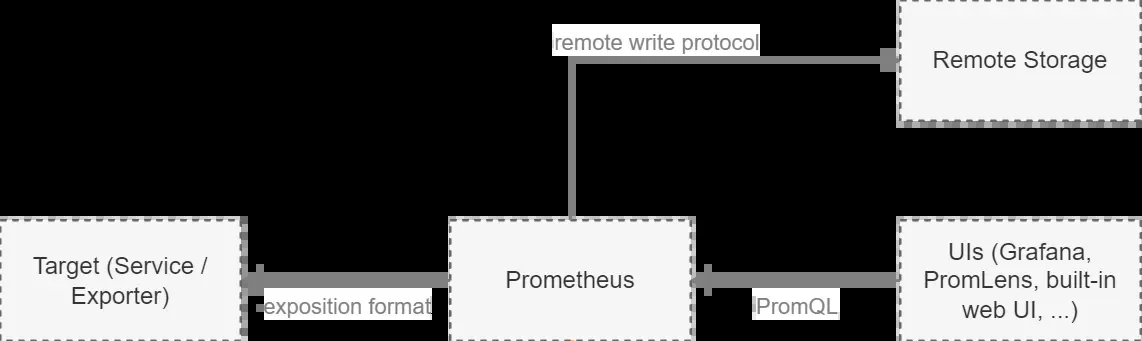 remote write protocol
Remote Storage
Target (Service /
Exporter)
exposition format
Prometheus
PromQL
UIs (Grafana,
PromLens, built-in
web UI, ...)